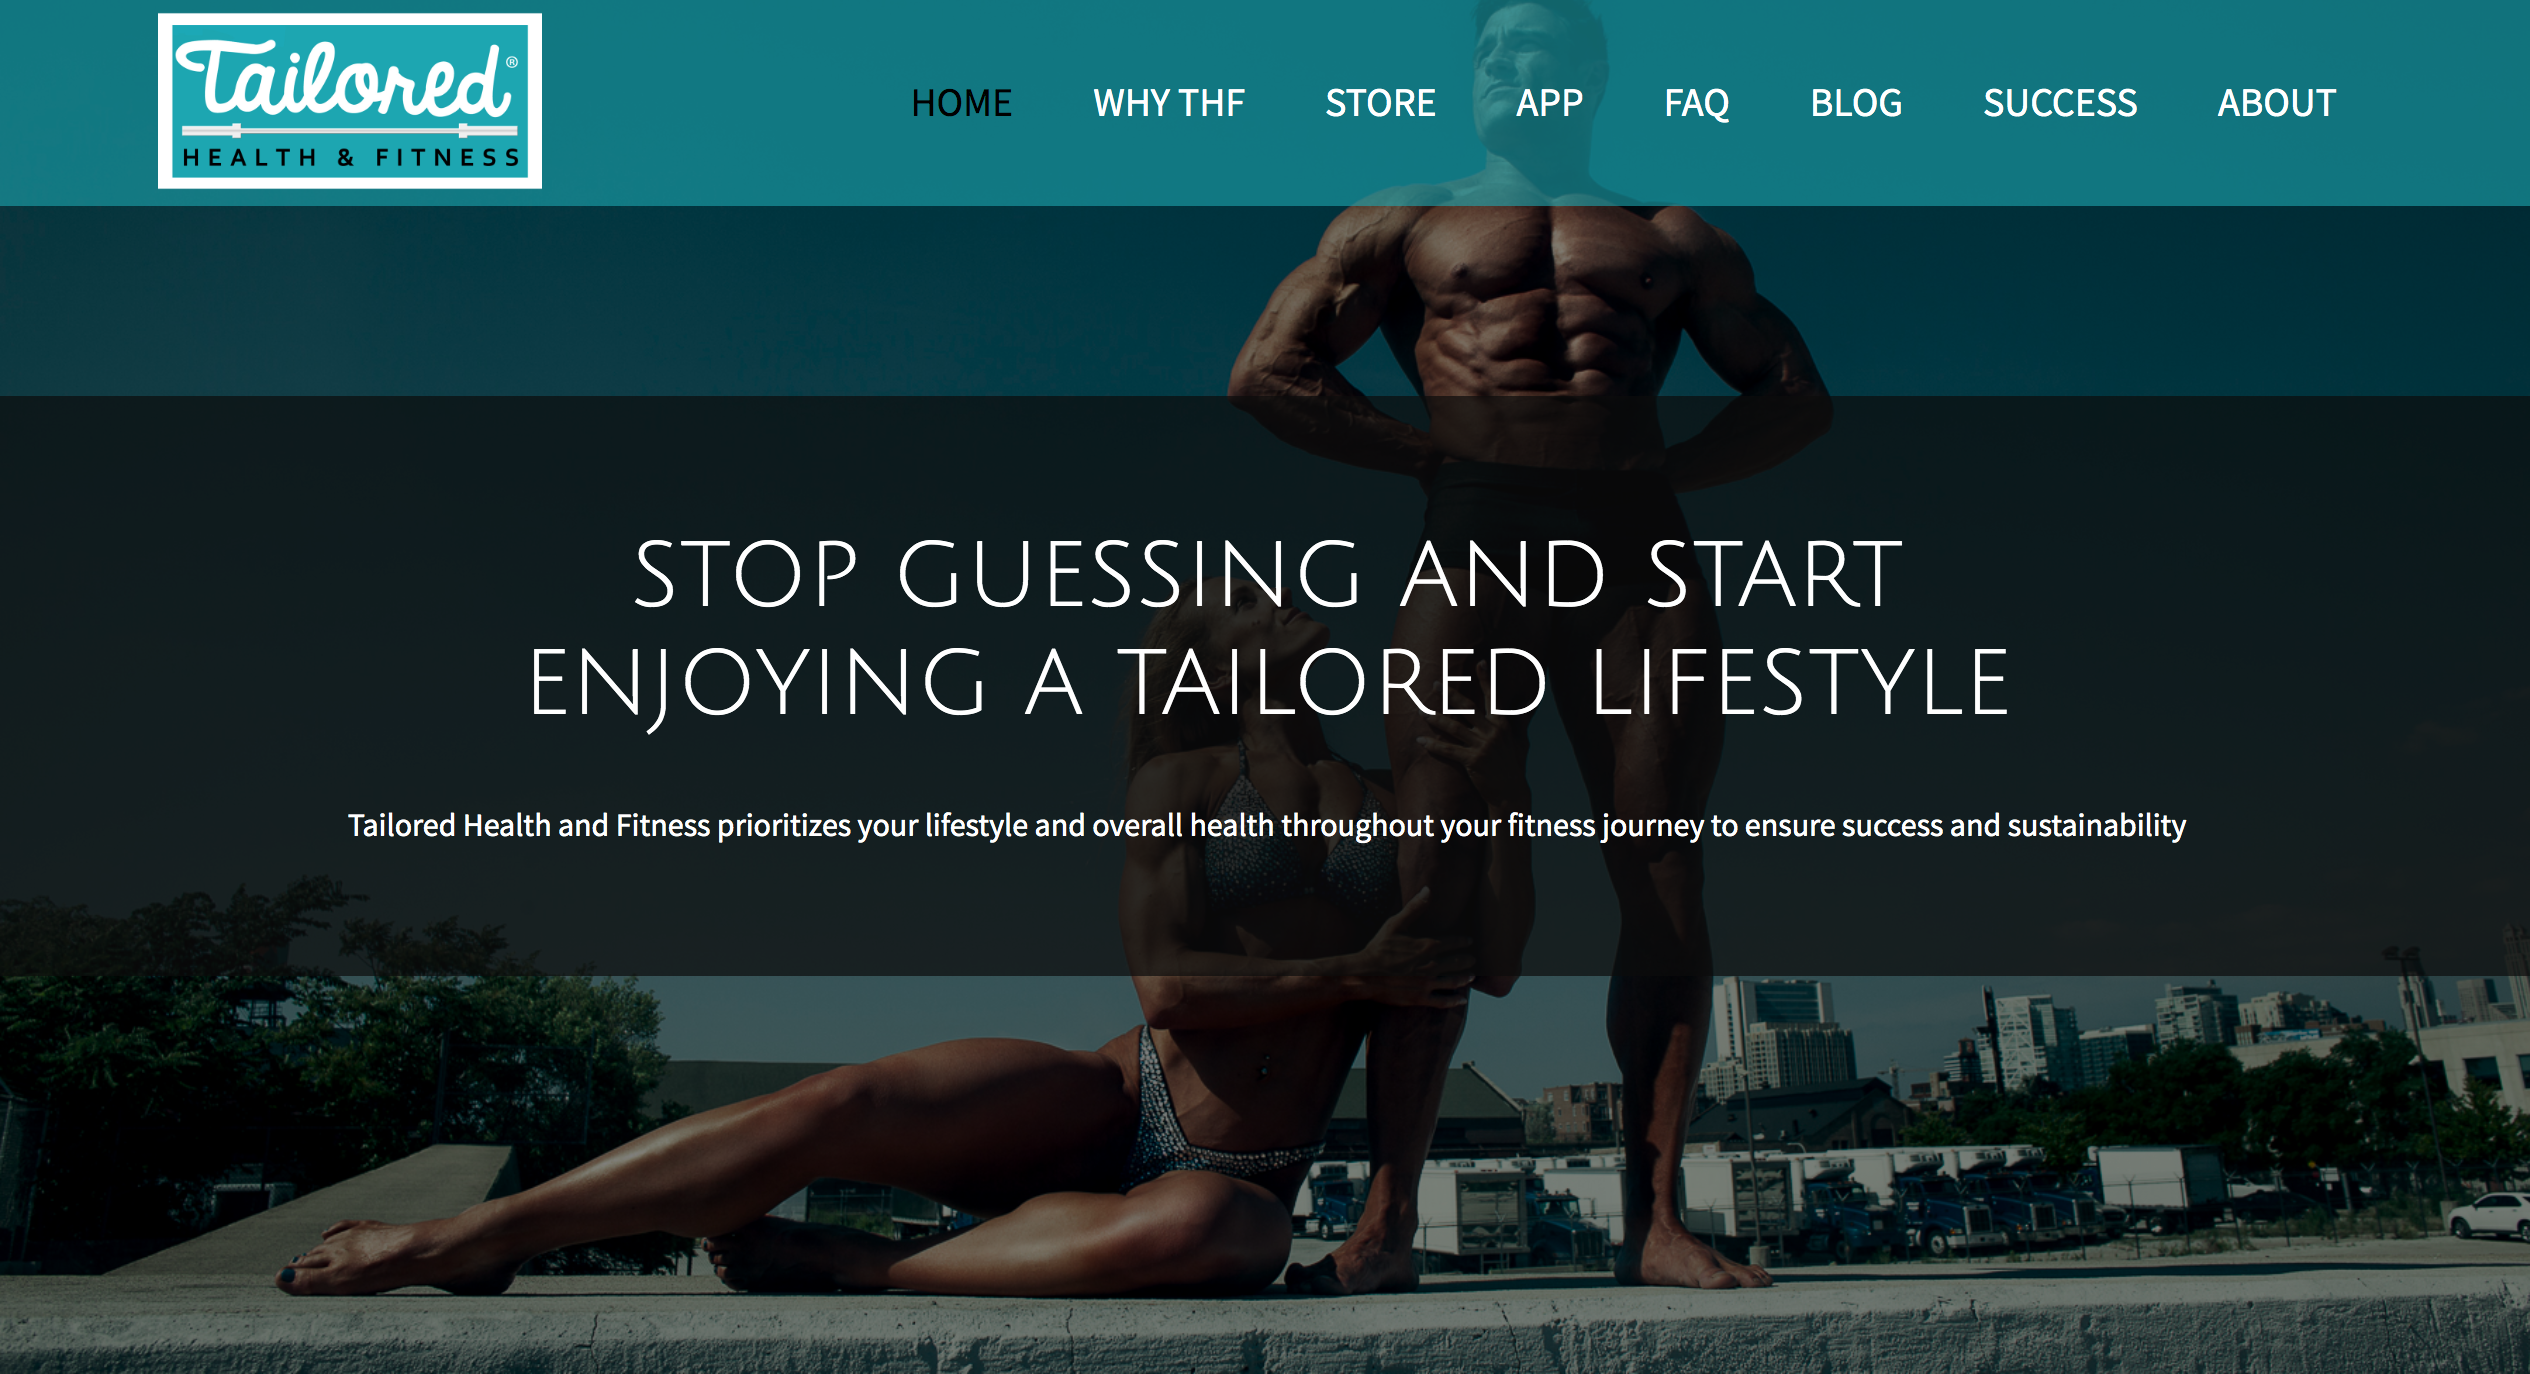 Tailored®
HEALTH & FITNESS
HOME WHY THF STORE APP FAQ BLOG SUCCESS ABOUT
STOP GUESSING AND START
ENJOYING A TAILORED LIFESTYLE
Tailored Health and Fitness prioritizes your lifestyle and overall health throughout your fitness journey to ensure success and sustainability